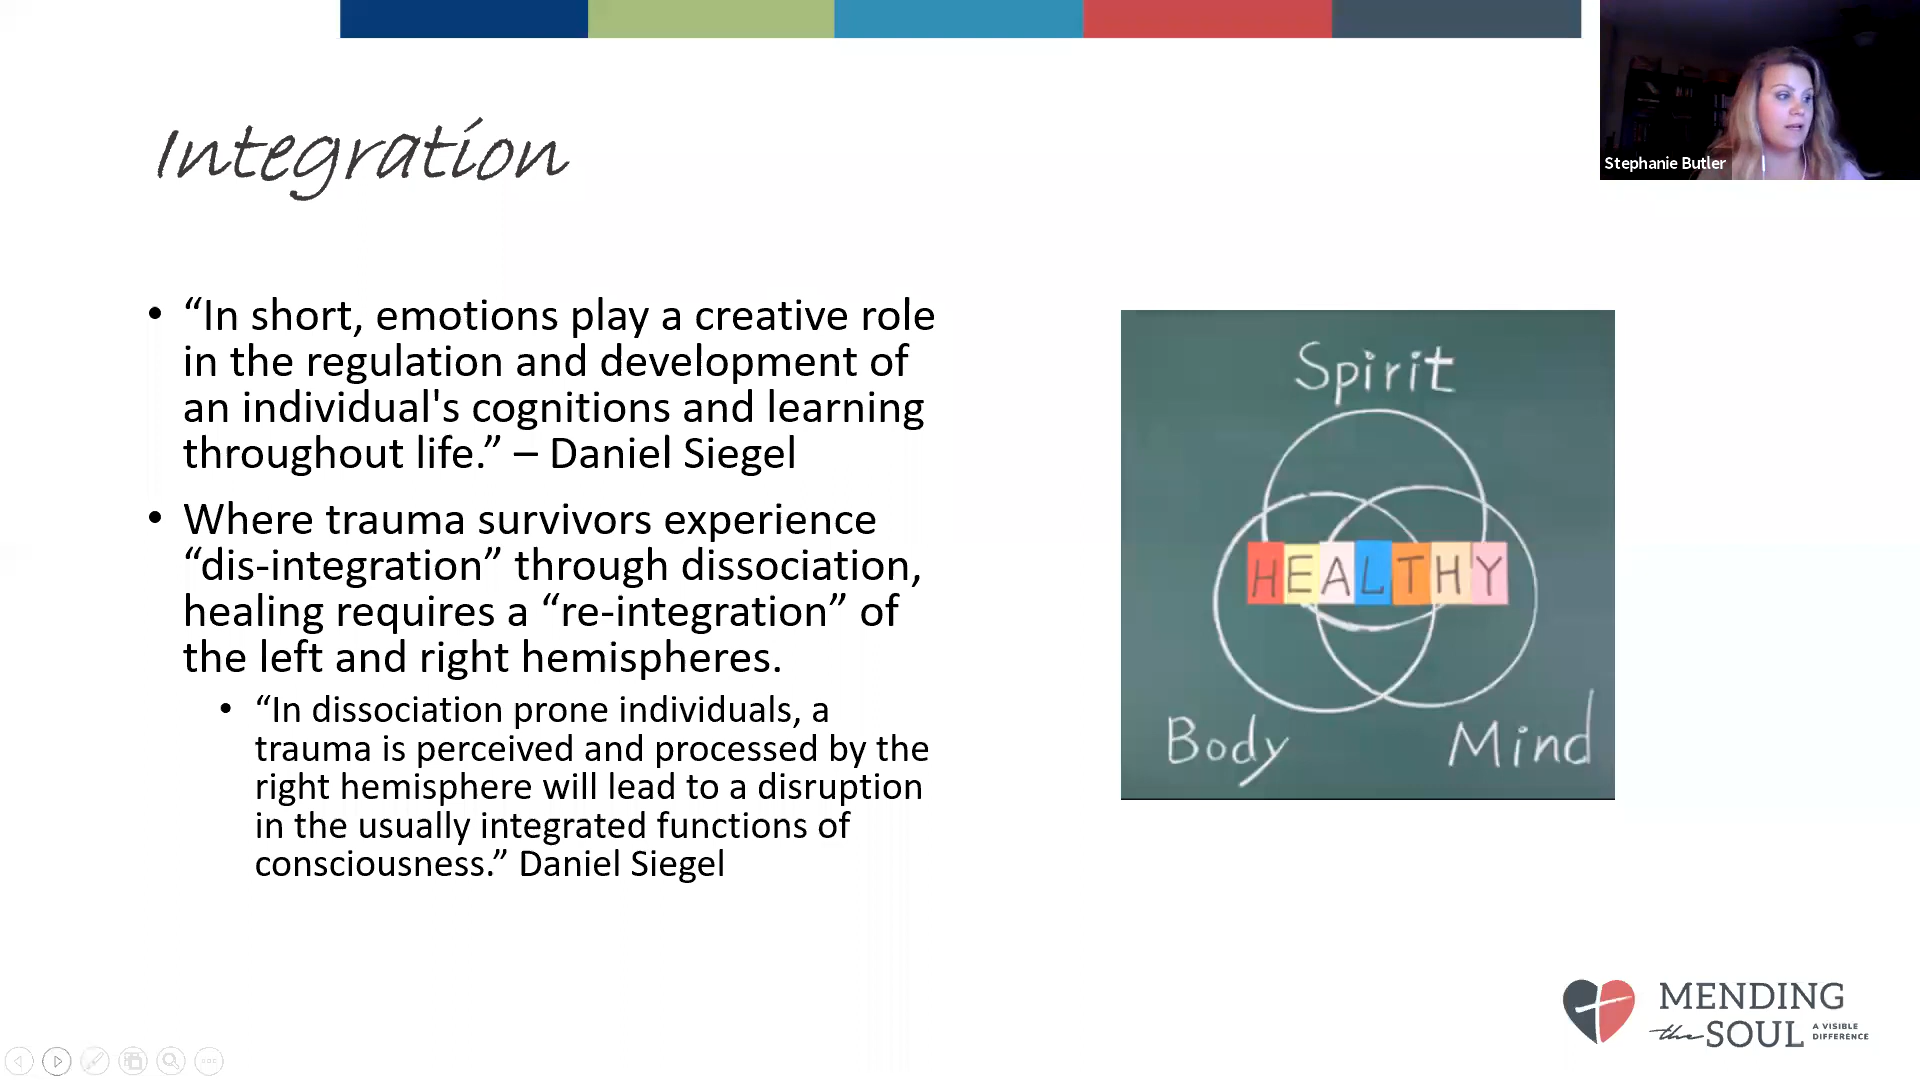 Integration
Stephanie Butler
• “In short, emotions play a creative role
in the regulation and development of
an individual's cognitions and learning
throughout life.” – Daniel Siegel
• Where trauma survivors experience
“dis-integration” through dissociation,
healing requires a “re-integration” of
the left and right hemispheres.
• “In dissociation prone individuals, a
trauma is perceived and processed by the
right hemisphere will lead to a disruption
in the usually integrated functions of
consciousness.” Daniel Siegel
Spirit
HEALTHY
Body
Mind
MENDING
the SOUL
A VISIBLE
DIFFERENCE